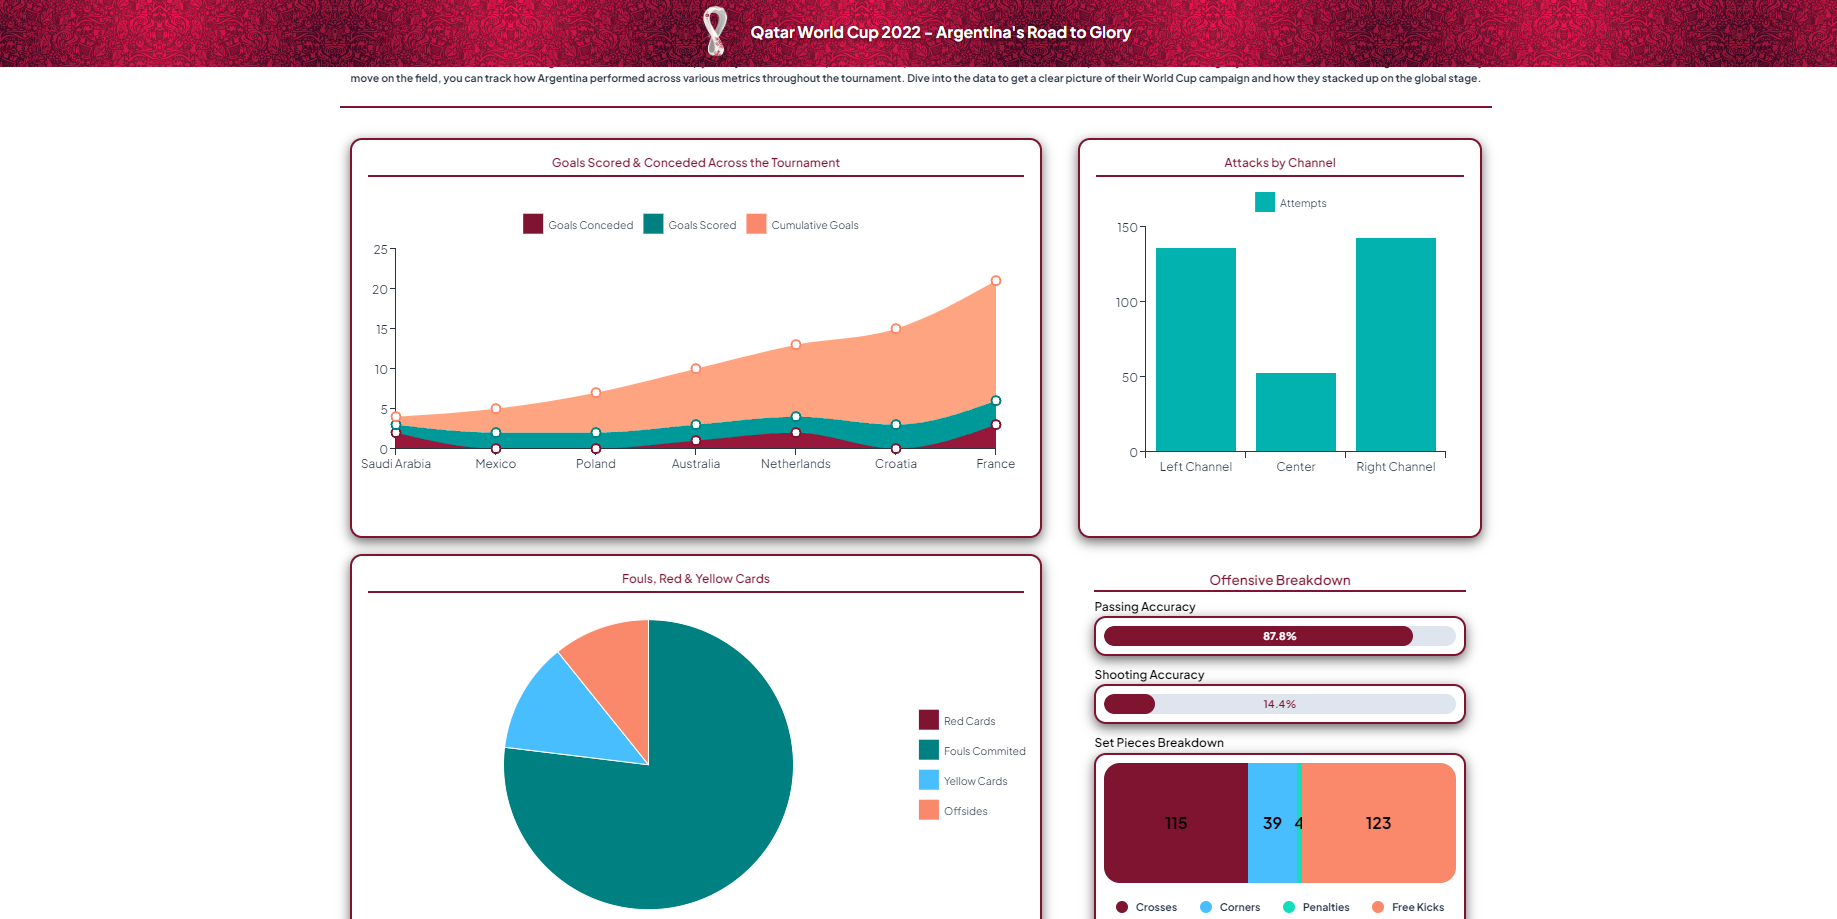 Qatar World Cup 2022 - Argentina's Road to Glory
move on the field, you can track how Argentina performed across various metrics throughout the tournament. Dive into the data to get a clear picture of their World Cup campaign and how they stacked up on the global stage.
Goals Scored & Conceded Across the Tournament
Goals Conceded
Goals Scored
Cumulative Goals
25
20
15
10
5
0
Saudi Arabia
Mexico
Poland
Australia
Netherlands
Croatia
France
Attacks by Channel
Attempts
150
100
50
0
Left Channel
Center
Right Channel
Fouls, Red & Yellow Cards
Red Cards
Fouls Commited
Yellow Cards
Offsides
Offensive Breakdown
Passing Accuracy
87.8%
Shooting Accuracy
14.4%
Set Pieces Breakdown
115
39
4
123
Crosses
Corners
Penalties
Free Kicks